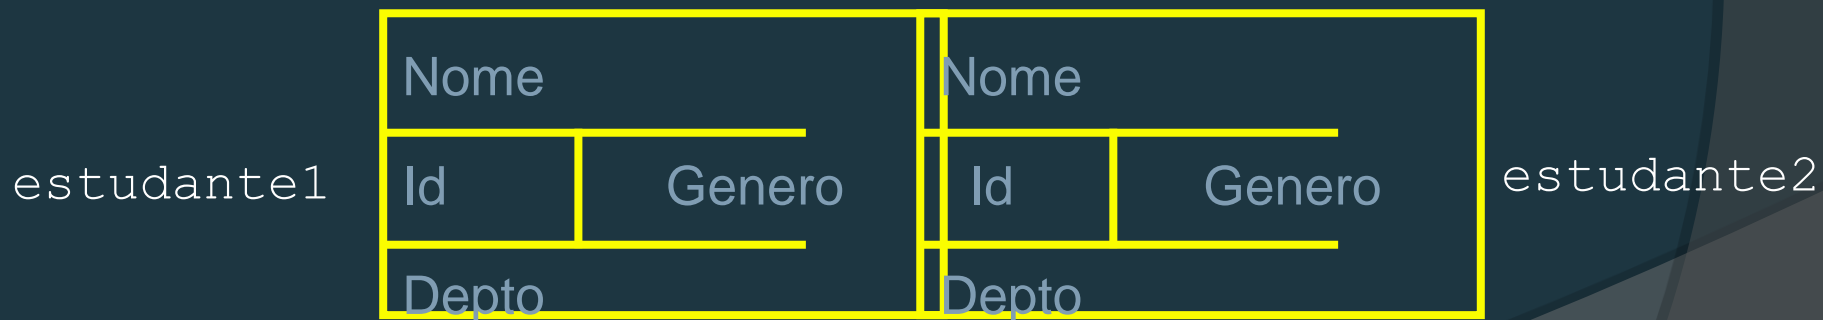 Nome Nome
estudante1 Id Genero Id Genero estudante2
Depto Depto